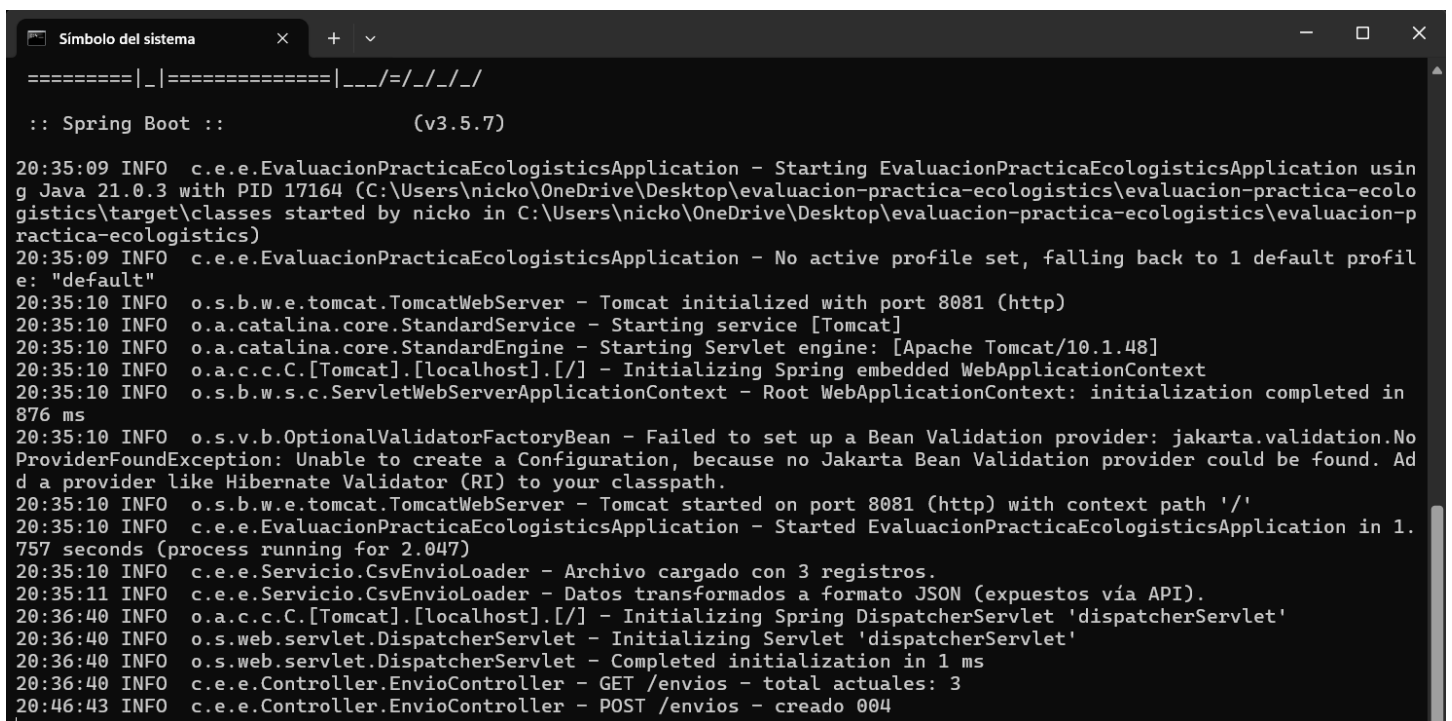 Símbolo del sistema
=========|_|==============|___/=/_/_/_/
:: Spring Boot ::                (v3.5.7)
20:35:09 INFO  c.e.e.EvaluacionPracticaEcologisticsApplication – Starting EvaluacionPracticaEcologisticsApplication usin
g Java 21.0.3 with PID 17164 (C:\Users\nicko\OneDrive\Desktop\evaluacion-practica-ecologistics\evaluacion-practica-ecolo
gistics\target\classes started by nicko in C:\Users\nicko\OneDrive\Desktop\evaluacion-practica-ecologistics\evaluacion-p
ractica-ecologistics)
20:35:09 INFO  c.e.e.EvaluacionPracticaEcologisticsApplication – No active profile set, falling back to 1 default profil
e: "default"
20:35:10 INFO  o.s.b.w.e.tomcat.TomcatWebServer – Tomcat initialized with port 8081 (http)
20:35:10 INFO  o.a.catalina.core.StandardService – Starting service [Tomcat]
20:35:10 INFO  o.a.catalina.core.StandardEngine – Starting Servlet engine: [Apache Tomcat/10.1.48]
20:35:10 INFO  o.a.c.c.C.[Tomcat].[localhost].[/] – Initializing Spring embedded WebApplicationContext
20:35:10 INFO  o.s.b.w.s.c.ServletWebServerApplicationContext – Root WebApplicationContext: initialization completed in
876 ms
20:35:10 INFO  o.s.v.b.OptionalValidatorFactoryBean – Failed to set up a Bean Validation provider: jakarta.validation.No
ProviderFoundException: Unable to create a Configuration, because no Jakarta Bean Validation provider could be found. Ad
d a provider like Hibernate Validator (RI) to your classpath.
20:35:10 INFO  o.s.b.w.e.tomcat.TomcatWebServer – Tomcat started on port 8081 (http) with context path '/'
20:35:10 INFO  c.e.e.EvaluacionPracticaEcologisticsApplication – Started EvaluacionPracticaEcologisticsApplication in 1.
757 seconds (process running for 2.047)
20:35:10 INFO  c.e.e.Servicio.CsvEnvioLoader – Archivo cargado con 3 registros.
20:35:11 INFO  c.e.e.Servicio.CsvEnvioLoader – Datos transformados a formato JSON (expuestos vía API).
20:36:40 INFO  o.a.c.c.C.[Tomcat].[localhost].[/] – Initializing Spring DispatcherServlet 'dispatcherServlet'
20:36:40 INFO  o.s.web.servlet.DispatcherServlet – Initializing Servlet 'dispatcherServlet'
20:36:40 INFO  o.s.web.servlet.DispatcherServlet – Completed initialization in 1 ms
20:36:40 INFO  c.e.e.Controller.EnvioController – GET /envios – total actuales: 3
20:46:43 INFO  c.e.e.Controller.EnvioController – POST /envios – creado 004